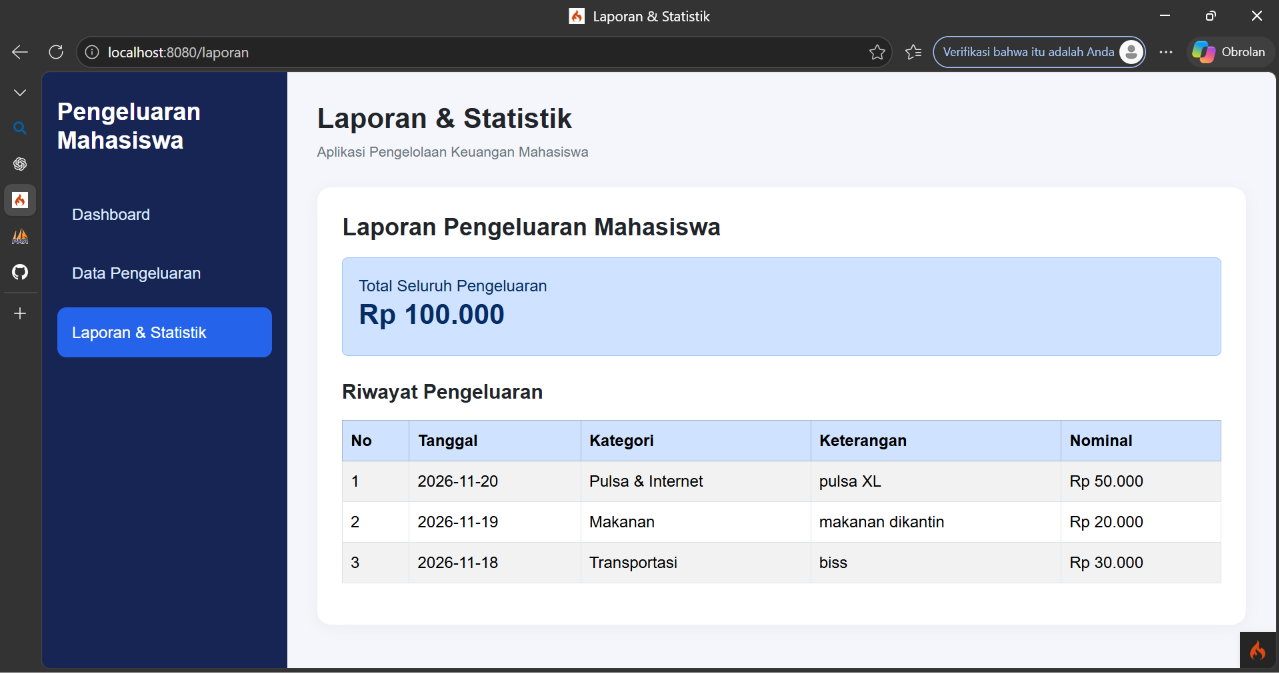 Laporan & Statistik
localhost:8080/laporan
Verifikasi bahwa itu adalah Anda
Obrolan
Pengeluaran
Mahasiswa
Dashboard
Data Pengeluaran
Laporan & Statistik
Laporan & Statistik
Aplikasi Pengelolaan Keuangan Mahasiswa
Laporan Pengeluaran Mahasiswa
Total Seluruh Pengeluaran
Rp 100.000
Riwayat Pengeluaran
No Tanggal Kategori Keterangan Nominal
1 2026-11-20 Pulsa & Internet pulsa XL Rp 50.000
2 2026-11-19 Makanan makanan dikantin Rp 20.000
3 2026-11-18 Transportasi biss Rp 30.000